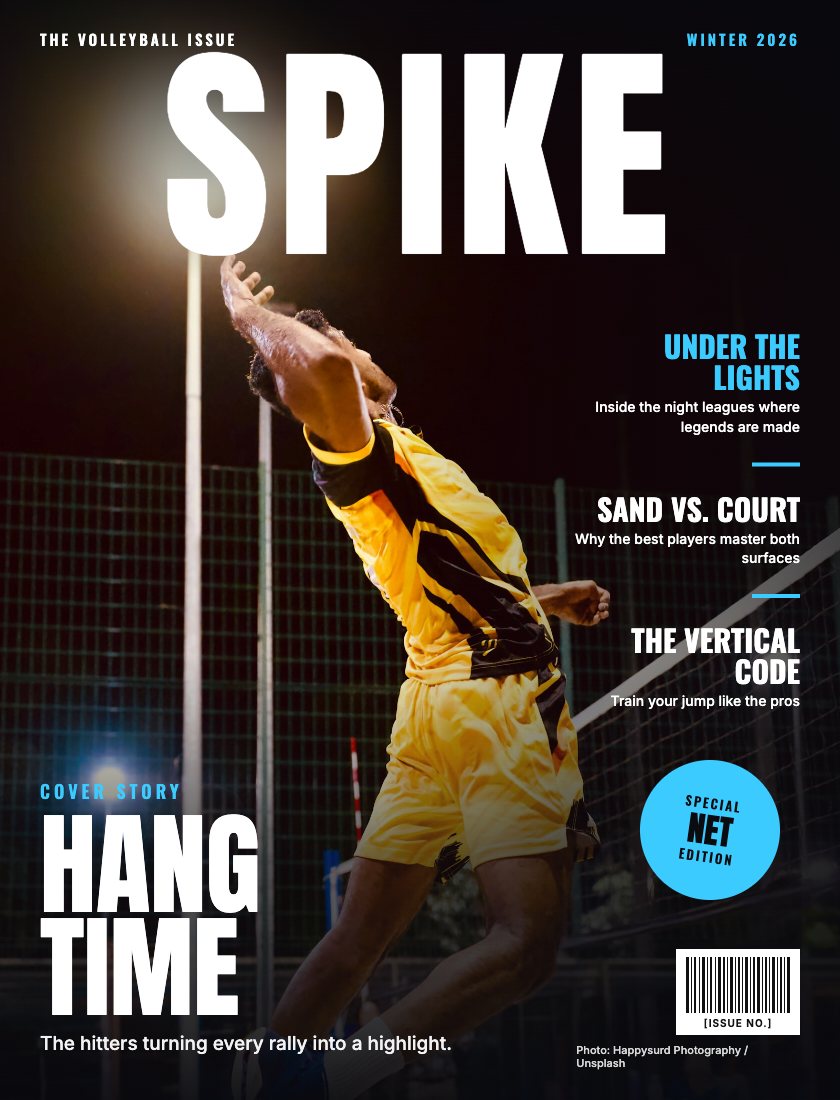 THE VOLLEYBALL ISSUE
WINTER 2026
SPIKE
UNDER THE
LIGHTS
Inside the night leagues where
legends are made
SAND VS. COURT
Why the best players master both
surfaces
THE VERTICAL
CODE
Train your jump like the pros
COVER STORY
HANG
TIME
The hitters turning every rally into a highlight.
SPECIAL
NET
EDITION
[ISSUE NO.]
Photo: Happysurd Photography /
Unsplash